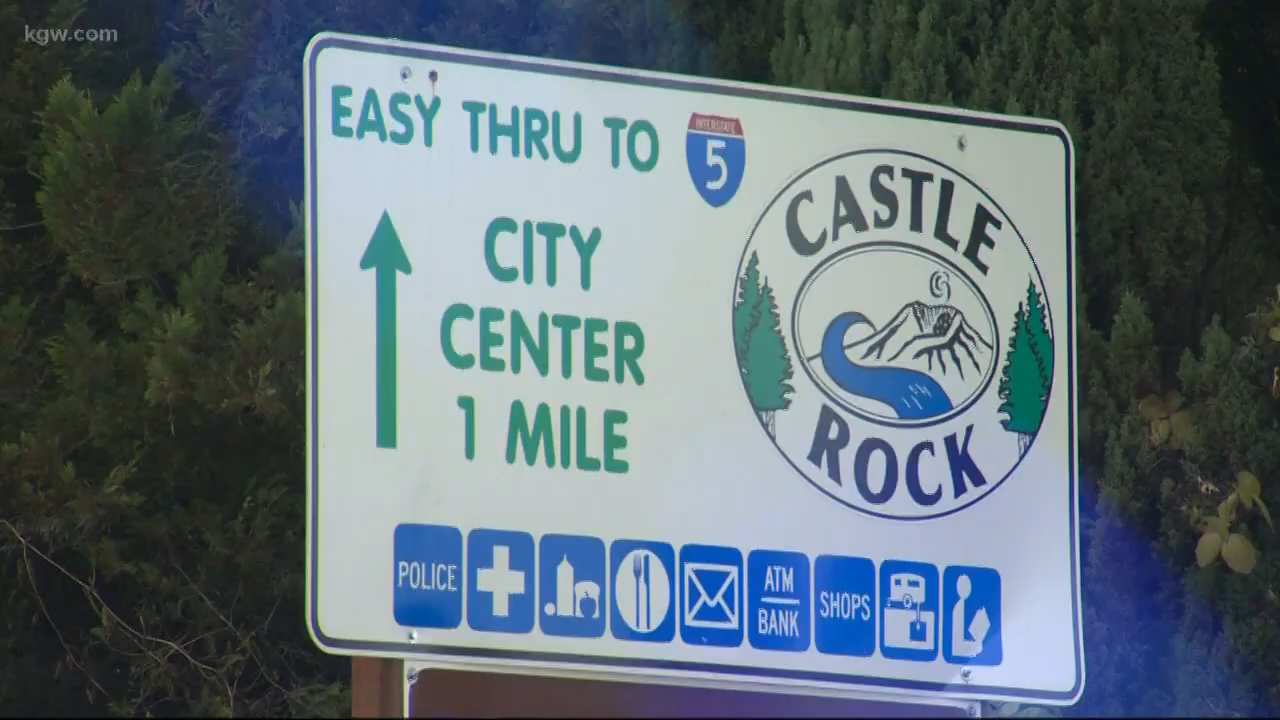 kgw.com
EASY THRU TO
INTERSTATE
5
CITY
CENTER
1 MILE
CASTLE
ROCK
POLICE
ATM
BANK
SHOPS